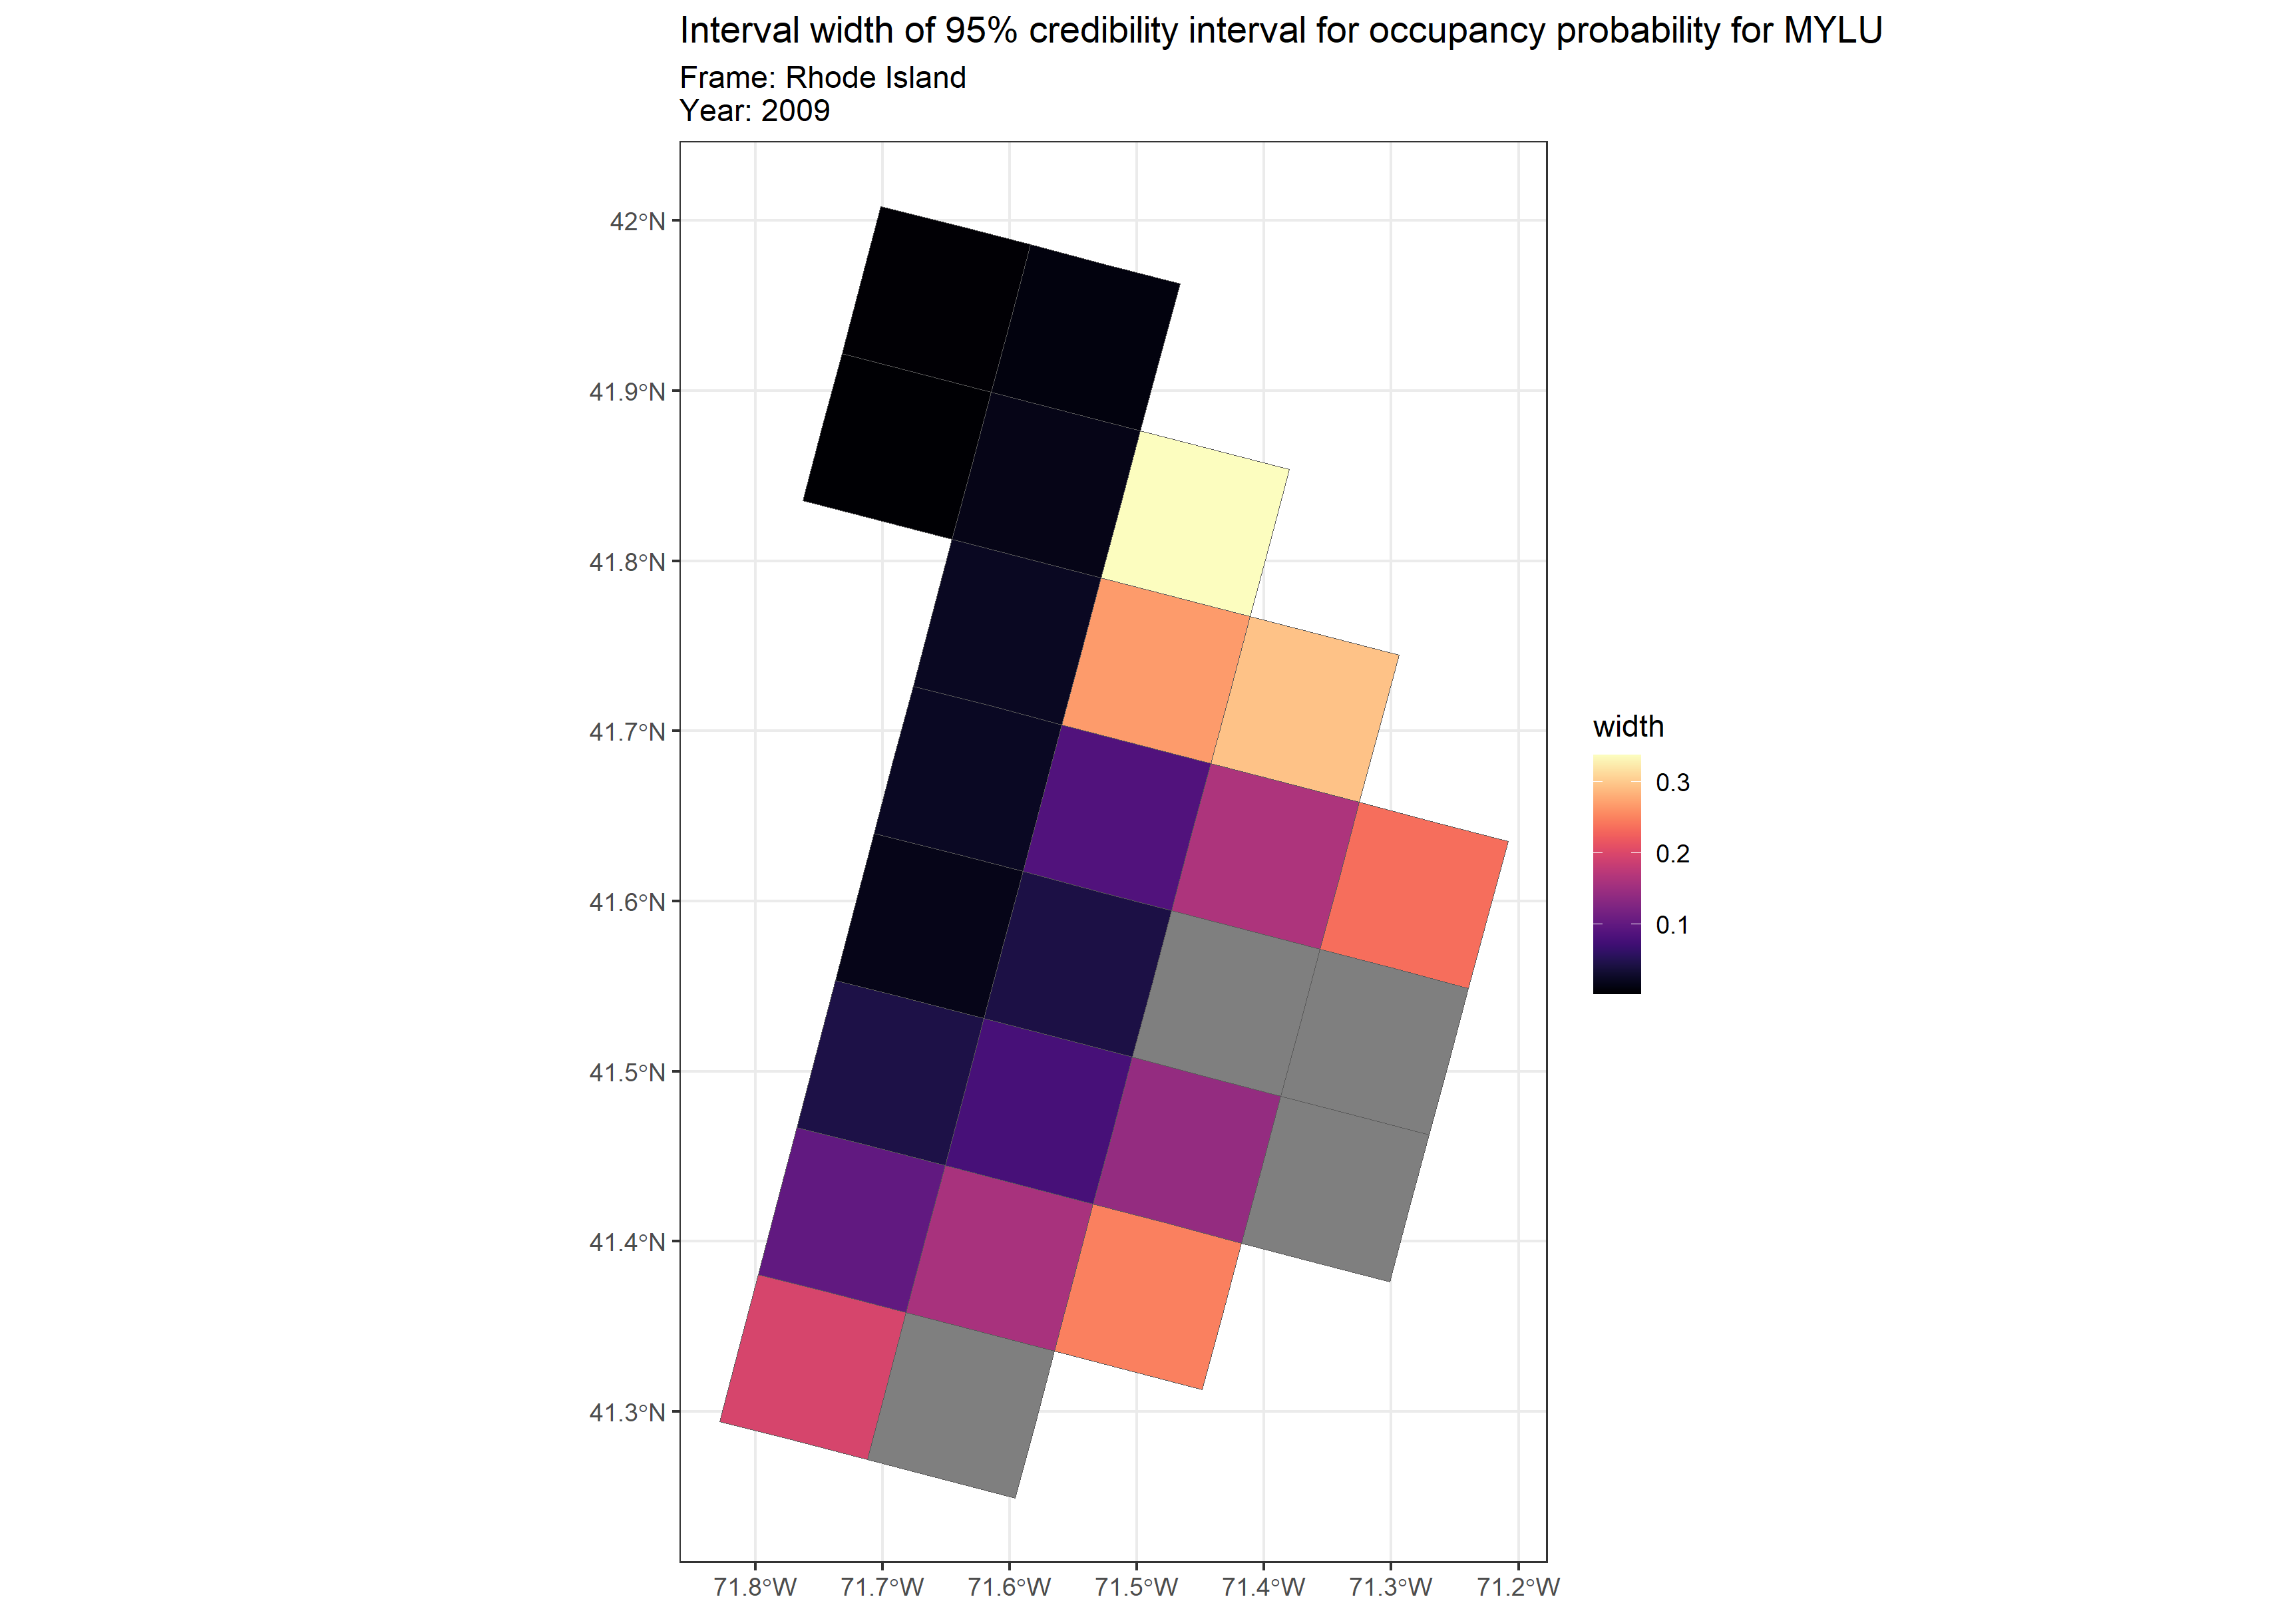 Interval width of 95% credibility interval for occupancy probability for MYLU
Frame: Rhode Island
Year: 2009
42°N
41.9°N
41.8°N
41.7°N
41.6°N
41.5°N
41.4°N
41.3°N
71.8°W 71.7°W 71.6°W 71.5°W 71.4°W 71.3°W 71.2°W
width
0.3
0.2
0.1